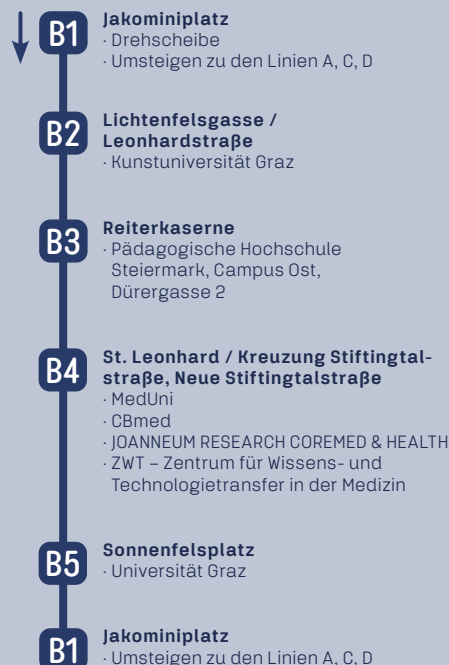 B1
Jakominiplatz
· Drehscheibe
· Umsteigen zu den Linien A, C, D
B2
Lichtenfelsgasse /
Leonhardstraße
· Kunstuniversität Graz
B3
Reiterkaserne
· Pädagogische Hochschule
Steiermark, Campus Ost,
Dürergasse 2
B4
St. Leonhard / Kreuzung Stiftingtal-
straße, Neue Stiftingtalstraße
· MedUni
· CBmed
· JOANNEUM RESEARCH COREMED & HEALTH
· ZWT – Zentrum für Wissens- und
Technologietransfer in der Medizin
B5
Sonnenfelsplatz
· Universität Graz
B1
Jakominiplatz
· Umsteigen zu den Linien A, C, D